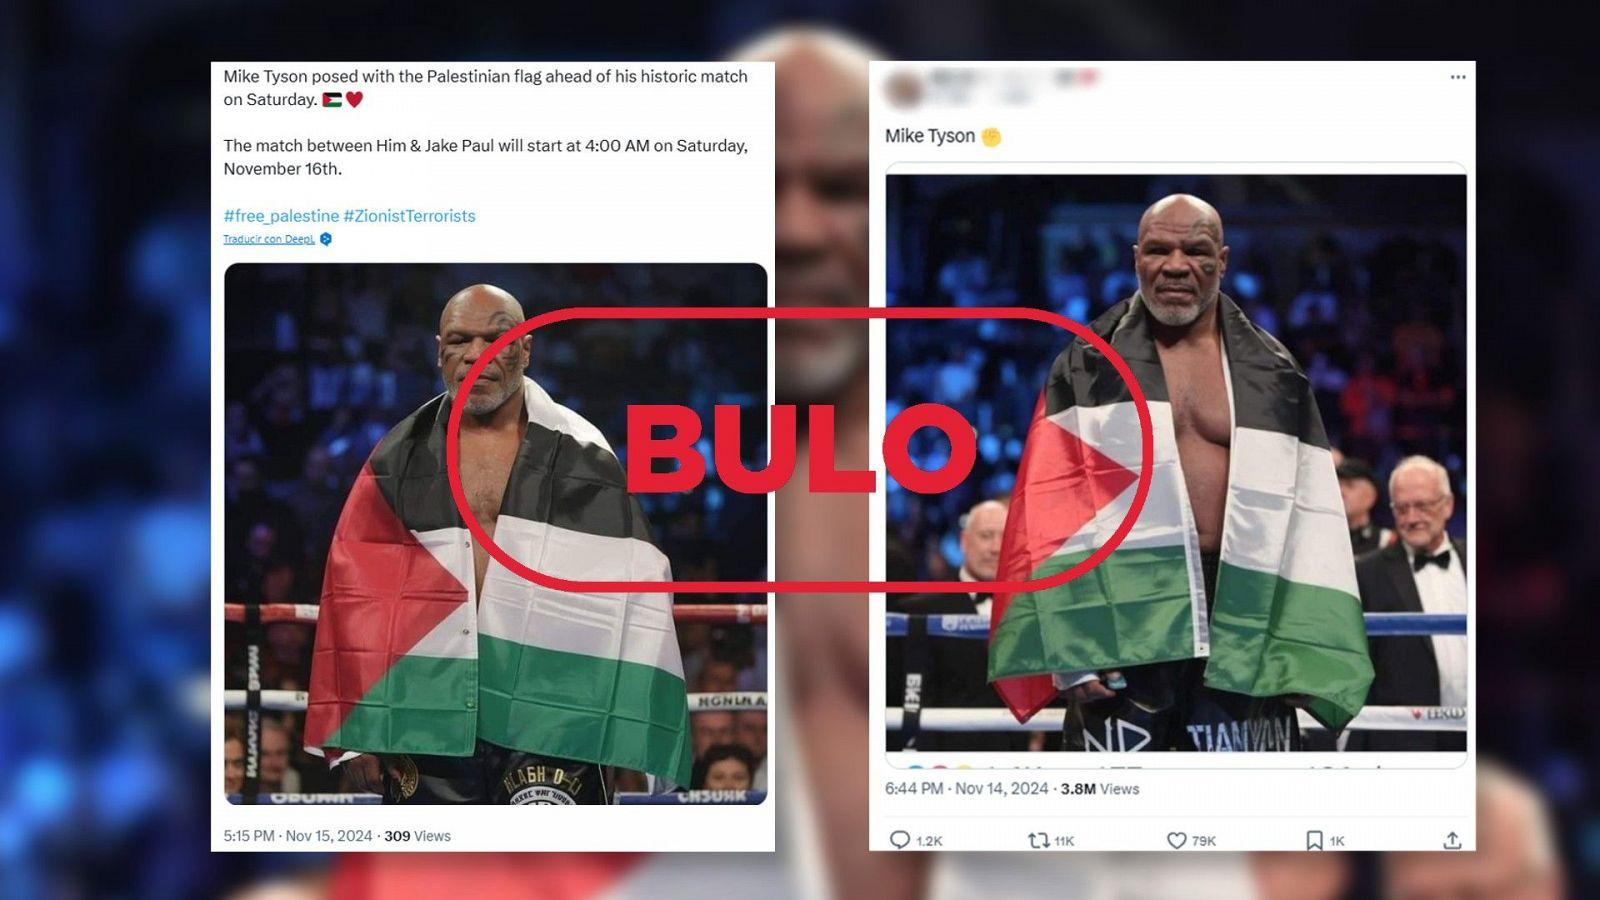 Mike Tyson posed with the Palestinian flag ahead of his historic match
on Saturday. 🇵🇸❤️
The match between Him & Jake Paul will start at 4:00 AM on Saturday,
November 16th.
#free_palestine #ZionistTerrorists
Traducir con DeepL
5:15 PM · Nov 15, 2024 · 309 Views
BULO
Mike Tyson ✊
6:44 PM · Nov 14, 2024 · 3.8M Views
1.2K 11K 79K 1K